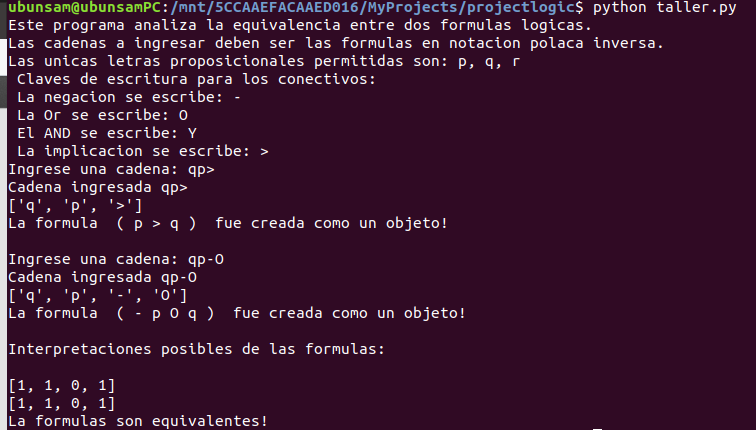 ubunsam@ubunsamPC:/mnt/5CCAAEFACAAED016/MyProjects/projectlogic$ python taller.py
Este programa analiza la equivalencia entre dos formulas logicas.
Las cadenas a ingresar deben ser las formulas en notacion polaca inversa.
Las unicas letras proposicionales permitidas son: p, q, r
 Claves de escritura para los conectivos:
 La negacion se escribe: -
 La Or se escribe: O
 El AND se escribe: Y
 La implicacion se escribe: >
Ingrese una cadena: qp>
Cadena ingresada qp>
['q', 'p', '>']
La formula  ( p > q )  fue creada como un objeto!

Ingrese una cadena: qp-O
Cadena ingresada qp-O
['q', 'p', '-', 'O']
La formula  ( - p O q )  fue creada como un objeto!

Interpretaciones posibles de las formulas:

[1, 1, 0, 1]
[1, 1, 0, 1]
La formulas son equivalentes!